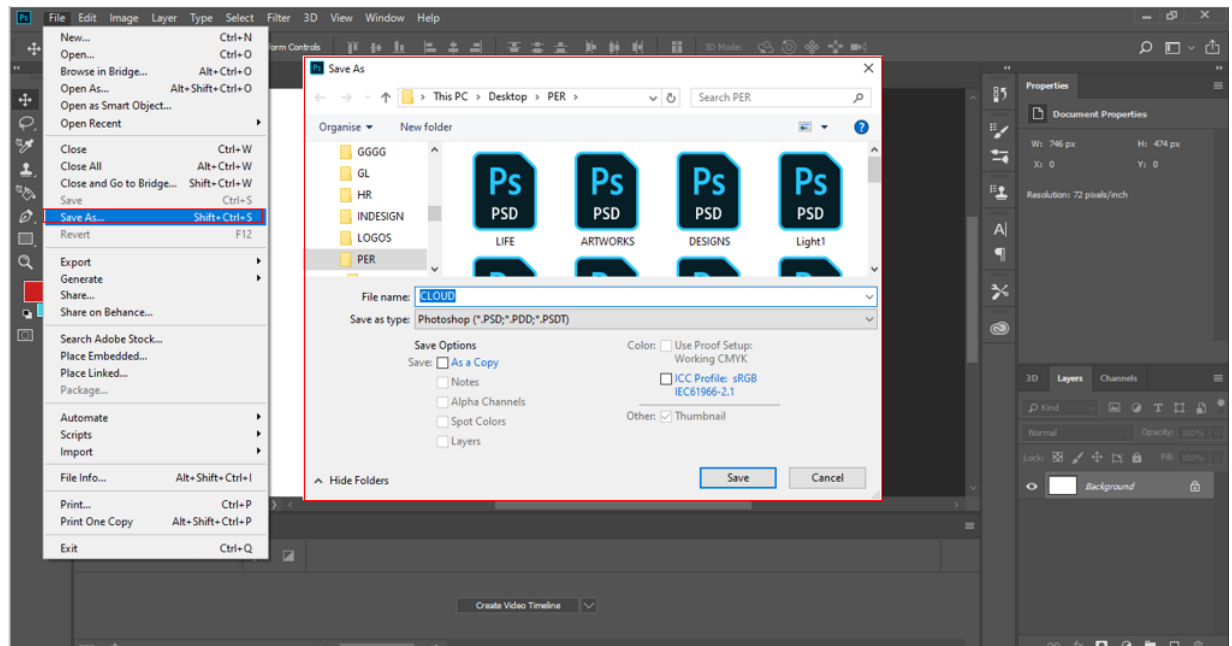 Ps File Edit Image Layer Type Select Filter 3D View Window Help
New... Ctrl+N
Open... Ctrl+O
Browse in Bridge... Alt+Ctrl+O
Open As... Alt+Shift+Ctrl+O
Open as Smart Object...
Open Recent
Close Ctrl+W
Close All Alt+Ctrl+W
Close and Go to Bridge... Shift+Ctrl+W
Save Ctrl+S
Save As... Shift+Ctrl+S
Revert F12
Export
Generate
Share...
Share on Behance...
Search Adobe Stock...
Place Embedded...
Place Linked...
Package...
Automate
Scripts
Import
File Info... Alt+Shift+Ctrl+I
Print... Ctrl+P
Print One Copy Alt+Shift+Ctrl+P
Exit Ctrl+Q
Controls
3D Mode:
Ps Save As
This PC > Desktop > PER >
Search PER
Organise
New folder
GGGG
GL
HR
INDESIGN
LOGOS
PER
Ps Ps Ps Ps
PSD PSD PSD PSD
LIFE ARTWORKS DESIGNS Light1
File name: CLOUD
Save as type: Photoshop (*.PSD;*.PDD;*.PSDT)
Save Options
Save: As a Copy
Notes
Alpha Channels
Spot Colors
Layers
Color: Use Proof Setup:
Working CMYK
ICC Profile: sRGB
IEC61966-2.1
Other: Thumbnail
Hide Folders
Save
Cancel
Create Video Timeline
Properties
Document Properties
W: 746 px H: 474 px
X: 0 Y: 0
Resolution: 72 pixels/inch
3D Layers Channels
Kind
Normal Opacity: 100%
Lock: Fill: 100%
Background